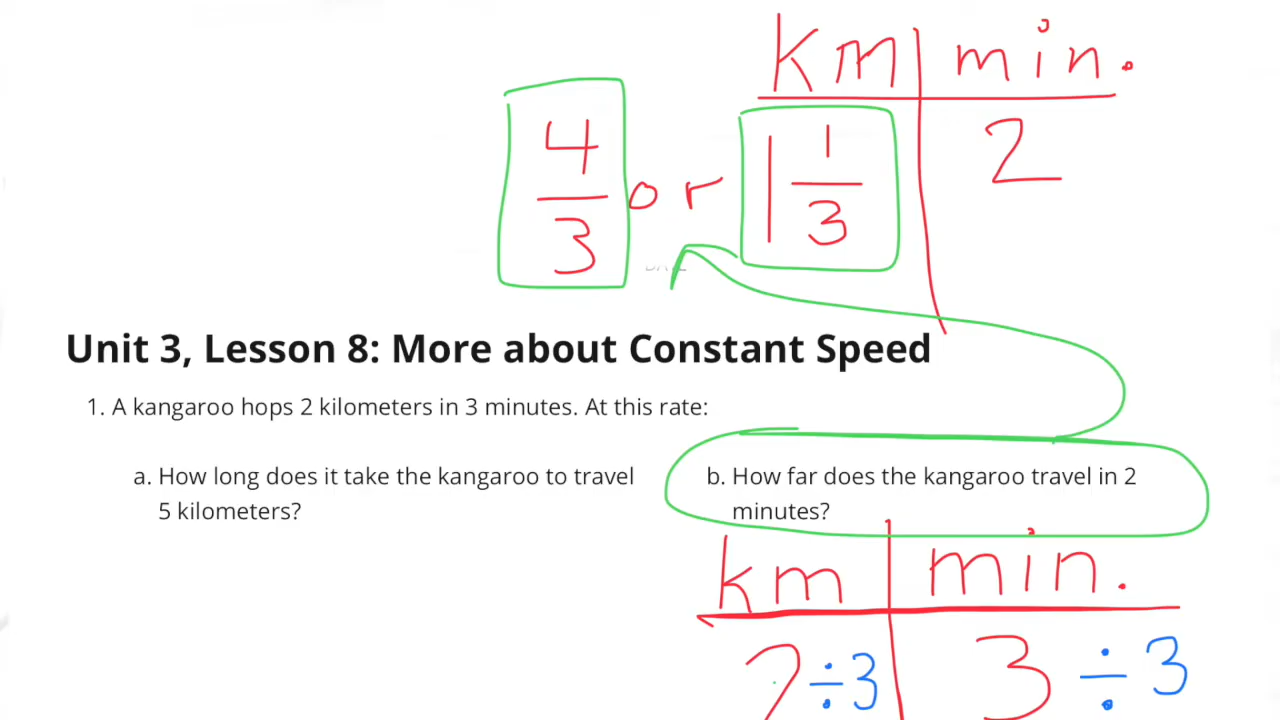 km min.
4/3 or 1 1/3 2
Unit 3, Lesson 8: More about Constant Speed
1. A kangaroo hops 2 kilometers in 3 minutes. At this rate:
a. How long does it take the kangaroo to travel
5 kilometers?
b. How far does the kangaroo travel in 2
minutes?
km min.
2 ÷ 3 3 ÷ 3